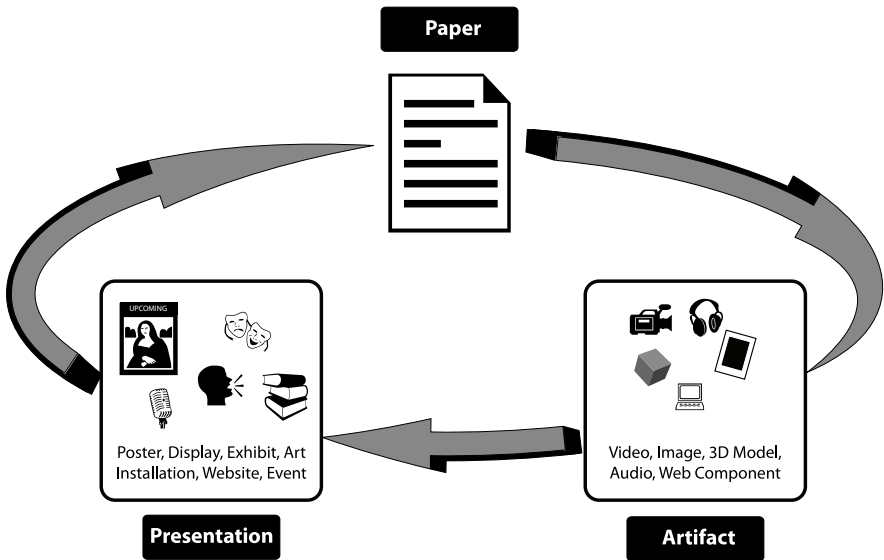 Paper
UPCOMING
Poster, Display, Exhibit, Art
Installation, Website, Event
Presentation
Video, Image, 3D Model,
Audio, Web Component
Artifact